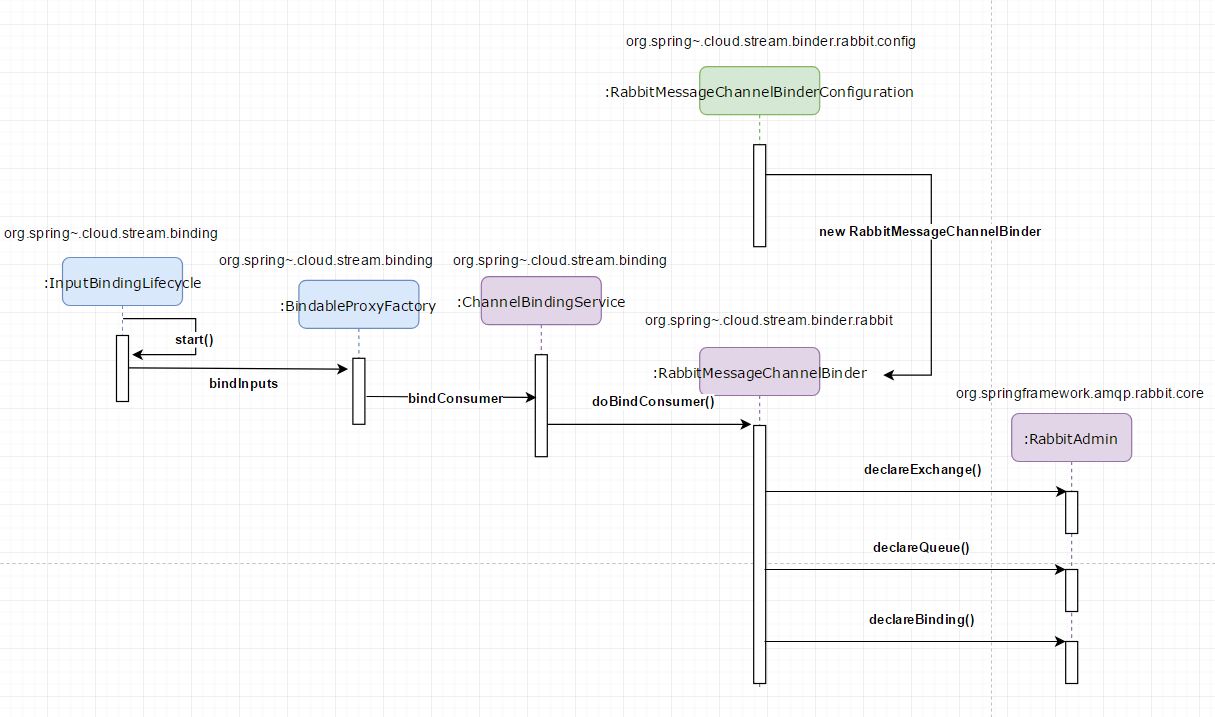 org.spring~.cloud.stream.binder.rabbit.config
:RabbitMessageChannelBinderConfiguration
new RabbitMessageChannelBinder
org.spring~.cloud.stream.binding
:InputBindingLifecycle
start()
bindInputs
org.spring~.cloud.stream.binding
:BindableProxyFactory
bindConsumer
org.spring~.cloud.stream.binding
:ChannelBindingService
doBindConsumer()
org.spring~.cloud.stream.binder.rabbit
:RabbitMessageChannelBinder
org.springframework.amqp.rabbit.core
:RabbitAdmin
declareExchange()
declareQueue()
declareBinding()